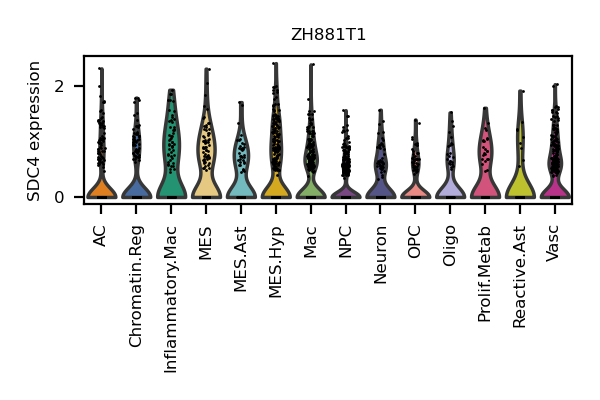 ZH881T1
SDC4 expression
2
0
AC
Chromatin.Reg
Inflammatory.Mac
MES
MES.Ast
MES.Hyp
Mac
NPC
Neuron
OPC
Oligo
Prolif.Metab
Reactive.Ast
Vasc